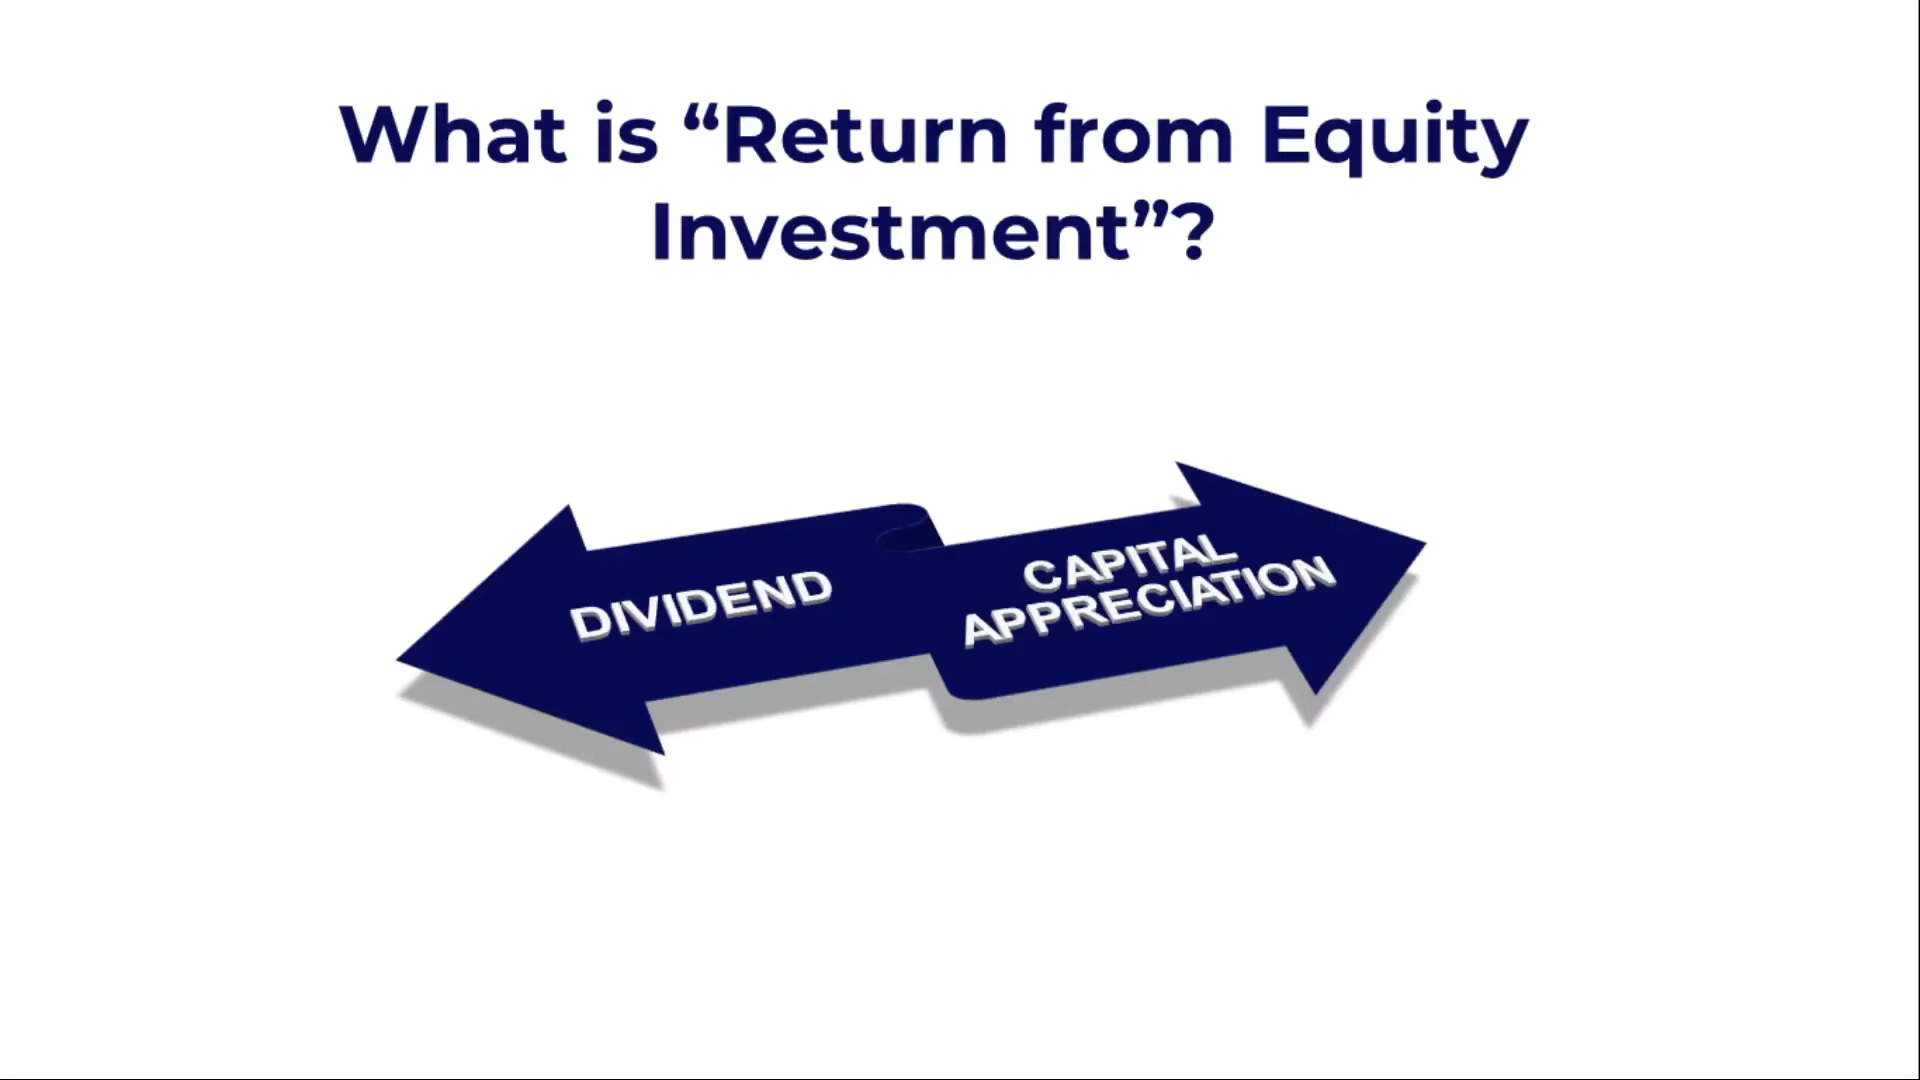 What is “Return from Equity
Investment”?
DIVIDEND
CAPITAL
APPRECIATION